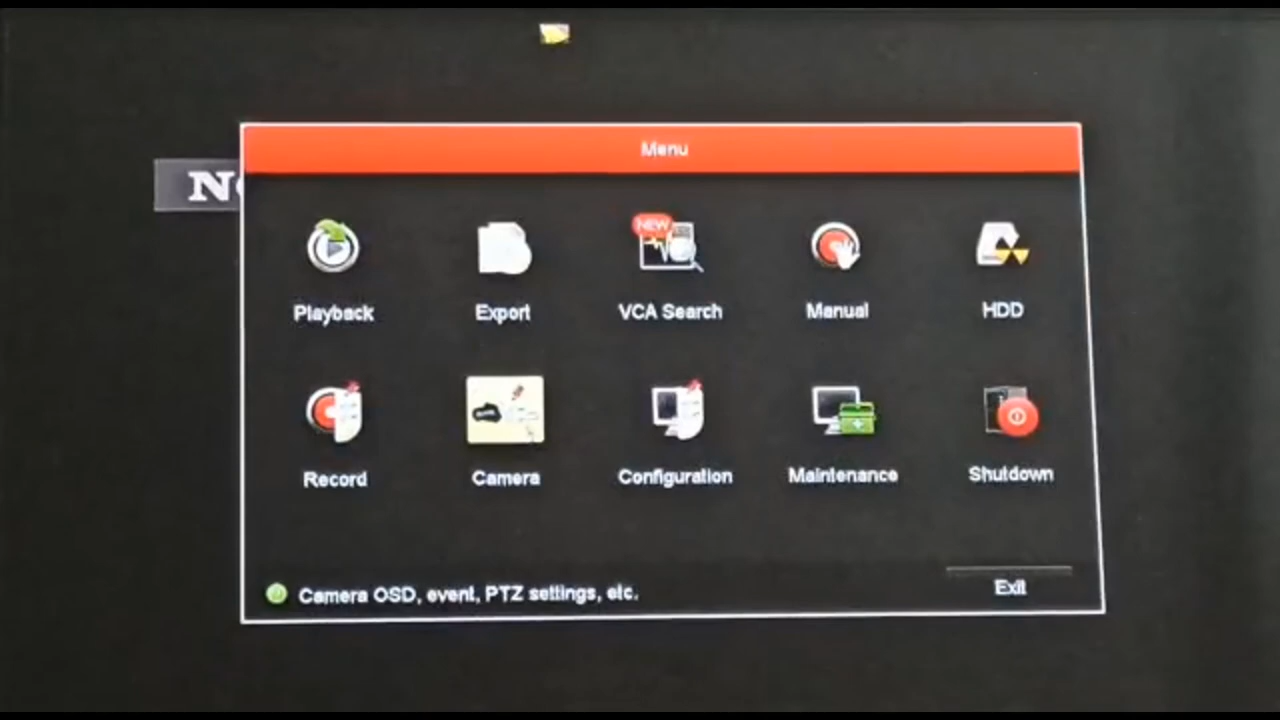 Menu
NEW
Playback
Export
VCA Search
Manual
HDD
Record
Camera
Configuration
Maintenance
Shutdown
Camera OSD, event, PTZ settings, etc.
Exit